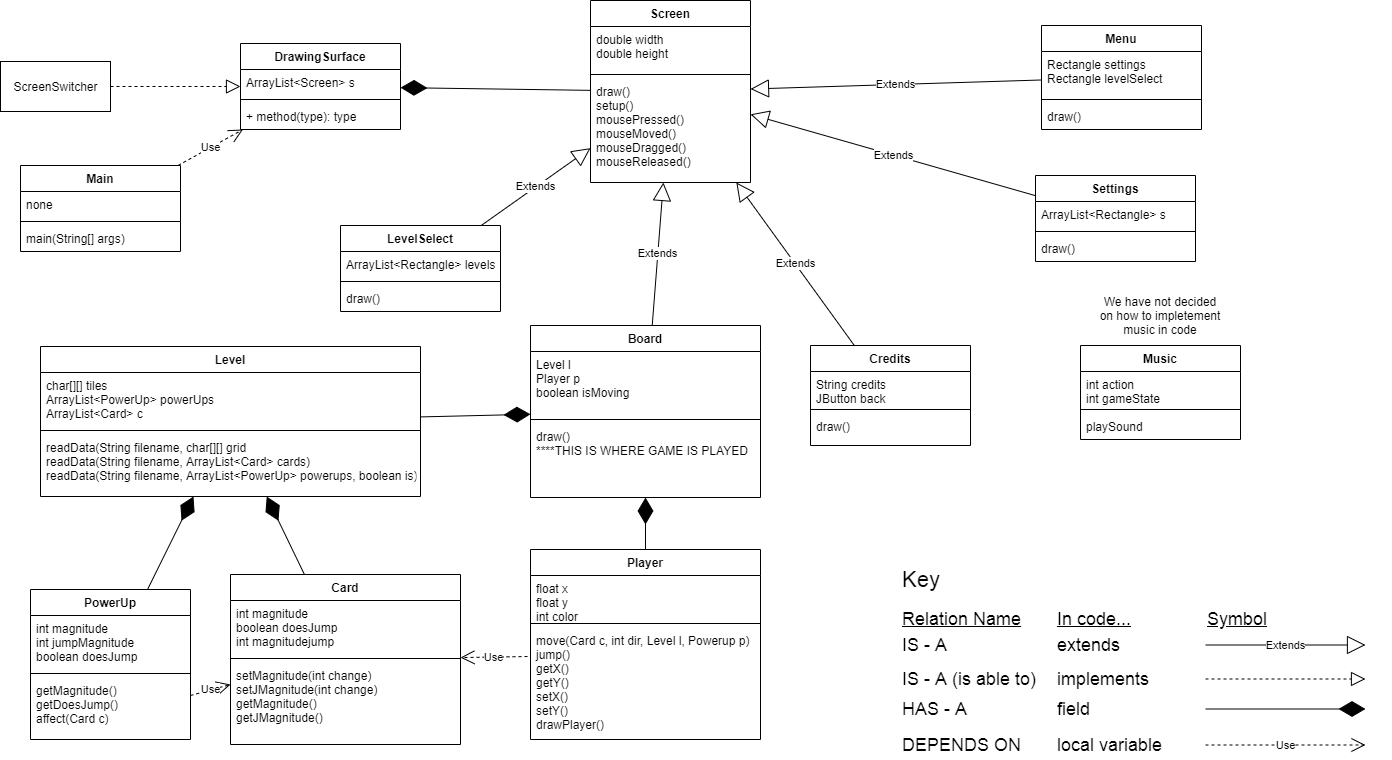 Screen
double width
double height
draw()
setup()
mousePressed()
mouseMoved()
mouseDragged()
mouseReleased()
DrawingSurface
ArrayList<Screen> s
+ method(type): type
ScreenSwitcher
Use
Main
none
main(String[] args)
Menu
Rectangle settings
Rectangle levelSelect
draw()
Extends
Extends
Settings
ArrayList<Rectangle> s
draw()
Extends
LevelSelect
ArrayList<Rectangle> levels
draw()
Extends
Extends
We have not decided
on how to impletement
music in code
Music
int action
int gameState
playSound
Credits
String credits
JButton back
draw()
Board
Level l
Player p
boolean isMoving
draw()
****THIS IS WHERE GAME IS PLAYED
Level
char[][] tiles
ArrayList<PowerUp> powerUps
ArrayList<Card> c
readData(String filename, char[][] grid
readData(String filename, ArrayList<Card> cards)
readData(String filename, ArrayList<PowerUp> powerups, boolean is)
PowerUp
int magnitude
int jumpMagnitude
boolean doesJump
getMagnitude()
getDoesJump()
affect(Card c)
Use
Card
int magnitude
boolean doesJump
int magnitudejump
setMagnitude(int change)
setJMagnitude(int change)
getMagnitude()
getJMagnitude()
Use
Player
float x
float y
int color
move(Card c, int dir, Level l, Powerup p)
jump()
getX()
getY()
setX()
setY()
drawPlayer()
Key
Relation Name In code... Symbol
IS - A extends Extends
IS - A (is able to) implements
HAS - A field
DEPENDS ON local variable Use